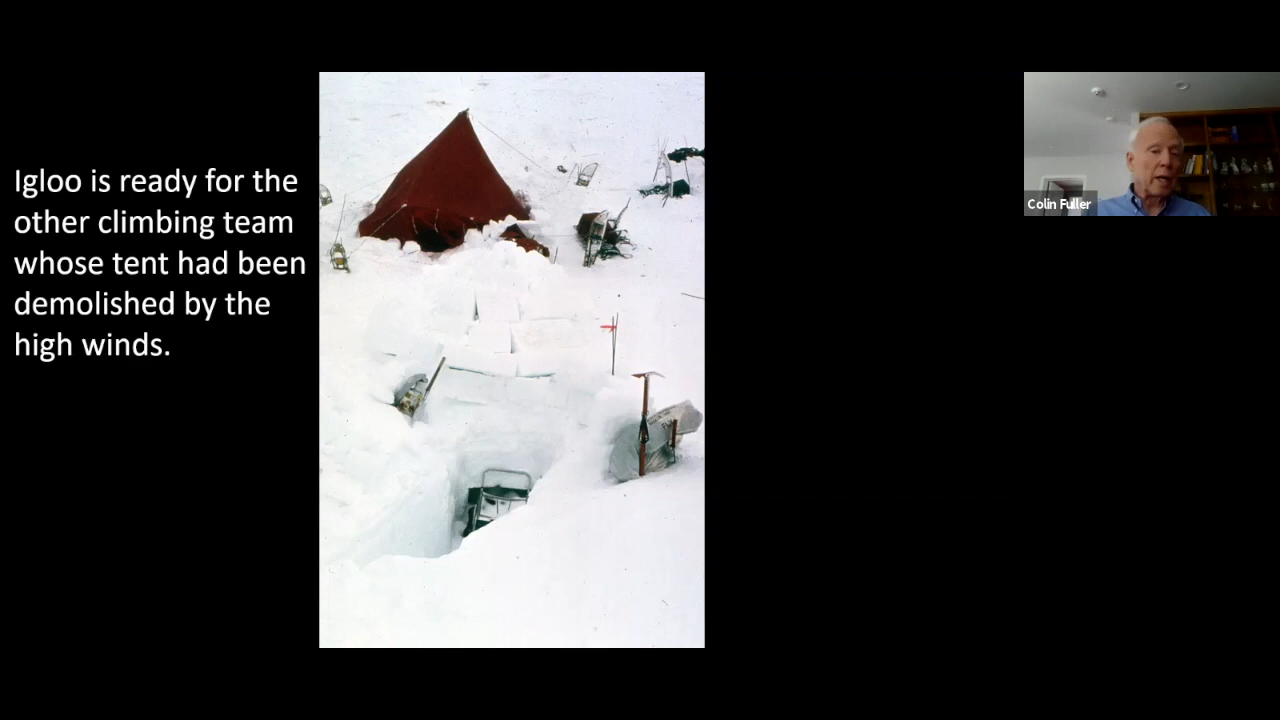 Igloo is ready for the
other climbing team
whose tent had been
demolished by the
high winds.
Colin Fuller